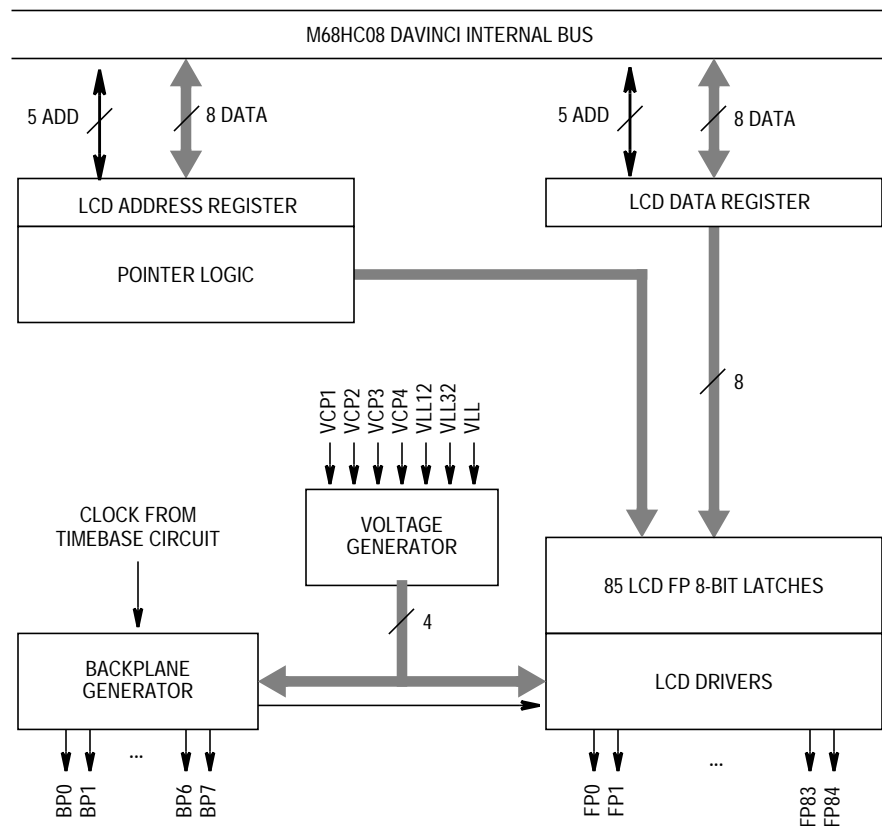 M68HC08 DAVINCI INTERNAL BUS
5 ADD
8 DATA
5 ADD
8 DATA
LCD ADDRESS REGISTER
LCD DATA REGISTER
POINTER LOGIC
8
VCP1
VCP2
VCP3
VCP4
VLL12
VLL32
VLL
CLOCK FROM
TIMEBASE CIRCUIT
VOLTAGE
GENERATOR
85 LCD FP 8-BIT LATCHES
4
BACKPLANE
GENERATOR
LCD DRIVERS
...
...
BP0
BP1
BP6
BP7
FP0
FP1
FP83
FP84